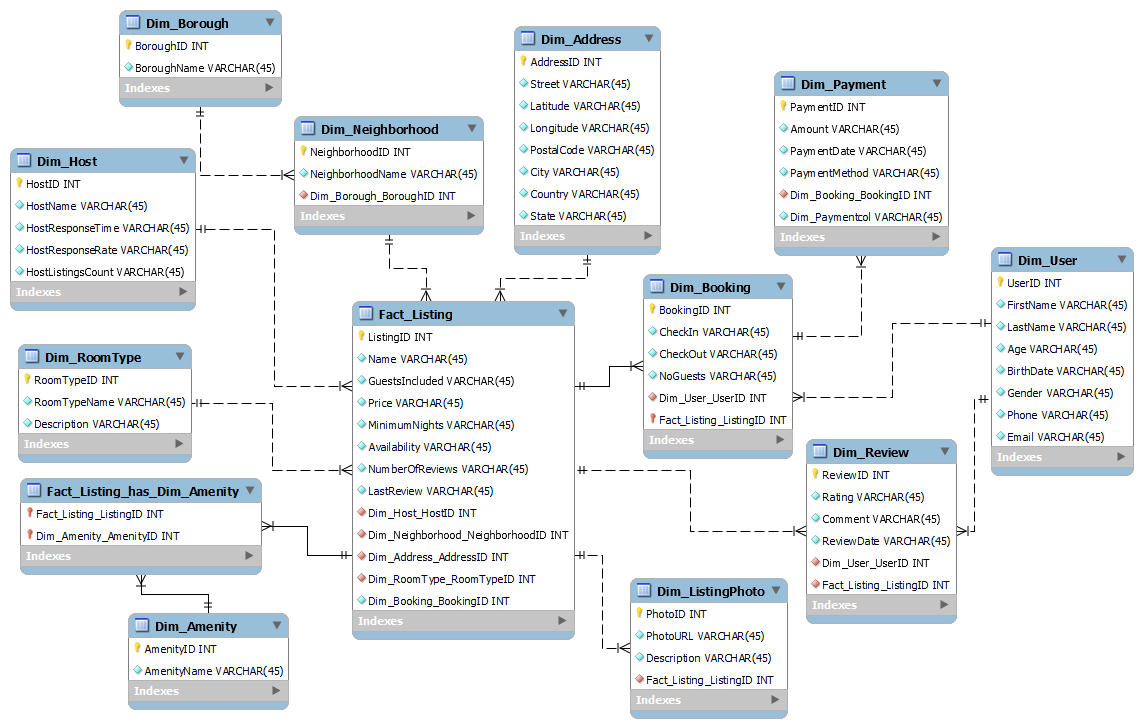 Dim_Borough
BoroughID INT
BoroughName VARCHAR(45)
Indexes
Dim_Address
AddressID INT
Street VARCHAR(45)
Latitude VARCHAR(45)
Longitude VARCHAR(45)
PostalCode VARCHAR(45)
City VARCHAR(45)
Country VARCHAR(45)
State VARCHAR(45)
Indexes
Dim_Payment
PaymentID INT
Amount VARCHAR(45)
PaymentDate VARCHAR(45)
PaymentMethod VARCHAR(45)
Dim_Booking_BookingID INT
Dim_Paymentcol VARCHAR(45)
Indexes
Dim_Neighborhood
NeighborhoodID INT
NeighborhoodName VARCHAR(45)
Dim_Borough_BoroughID INT
Indexes
Dim_Host
HostID INT
HostName VARCHAR(45)
HostResponseTime VARCHAR(45)
HostResponseRate VARCHAR(45)
HostListingsCount VARCHAR(45)
Indexes
Dim_User
UserID INT
FirstName VARCHAR(45)
LastName VARCHAR(45)
Age VARCHAR(45)
BirthDate VARCHAR(45)
Gender VARCHAR(45)
Phone VARCHAR(45)
Email VARCHAR(45)
Indexes
Dim_Booking
BookingID INT
CheckIn VARCHAR(45)
CheckOut VARCHAR(45)
NoGuests VARCHAR(45)
Dim_User_UserID INT
Fact_Listing_ListingID INT
Indexes
Fact_Listing
ListingID INT
Name VARCHAR(45)
GuestsIncluded VARCHAR(45)
Price VARCHAR(45)
MinimumNights VARCHAR(45)
Availability VARCHAR(45)
NumberOfReviews VARCHAR(45)
LastReview VARCHAR(45)
Dim_Host_HostID INT
Dim_Neighborhood_NeighborhoodID INT
Dim_Address_AddressID INT
Dim_RoomType_RoomTypeID INT
Dim_Booking_BookingID INT
Indexes
Dim_RoomType
RoomTypeID INT
RoomTypeName VARCHAR(45)
Description VARCHAR(45)
Indexes
Dim_Review
ReviewID INT
Rating VARCHAR(45)
Comment VARCHAR(45)
ReviewDate VARCHAR(45)
Dim_User_UserID INT
Fact_Listing_ListingID INT
Indexes
Fact_Listing_has_Dim_Amenity
Fact_Listing_ListingID INT
Dim_Amenity_AmenityID INT
Indexes
Dim_ListingPhoto
PhotoID INT
PhotoURL VARCHAR(45)
Description VARCHAR(45)
Fact_Listing_ListingID INT
Indexes
Dim_Amenity
AmenityID INT
AmenityName VARCHAR(45)
Indexes